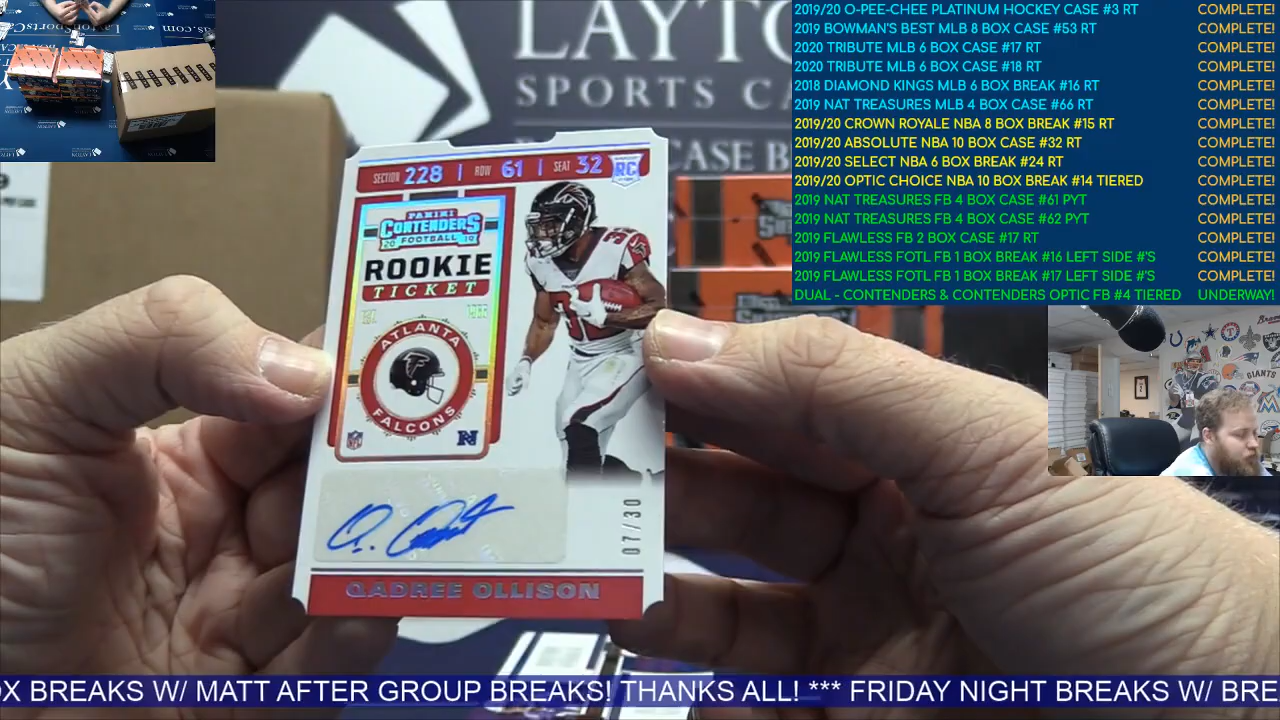 2019/20 O-PEE-CHEE PLATINUM HOCKEY CASE #3 RT COMPLETE!
2019 BOWMAN'S BEST MLB 8 BOX CASE #53 RT COMPLETE!
2020 TRIBUTE MLB 6 BOX CASE #17 RT COMPLETE!
2020 TRIBUTE MLB 6 BOX CASE #18 RT COMPLETE!
2018 DIAMOND KINGS MLB 6 BOX BREAK #16 RT COMPLETE!
2019 NAT TREASURES MLB 4 BOX CASE #66 RT COMPLETE!
2019/20 CROWN ROYALE NBA 8 BOX BREAK #15 RT COMPLETE!
2019/20 ABSOLUTE NBA 10 BOX CASE #32 RT COMPLETE!
2019/20 SELECT NBA 6 BOX BREAK #24 RT COMPLETE!
2019/20 OPTIC CHOICE NBA 10 BOX BREAK #14 TIERED COMPLETE!
2019 NAT TREASURES FB 4 BOX CASE #61 PYT COMPLETE!
2019 NAT TREASURES FB 4 BOX CASE #62 PYT COMPLETE!
2019 FLAWLESS FB 2 BOX CASE #17 RT COMPLETE!
2019 FLAWLESS FOTL FB 1 BOX BREAK #16 LEFT SIDE #'S COMPLETE!
2019 FLAWLESS FOTL FB 1 BOX BREAK #17 LEFT SIDE #'S COMPLETE!
DUAL - CONTENDERS & CONTENDERS OPTIC FB #4 TIERED UNDERWAY!
LAYTO
SPORTS CA
CASE B
SECTION 228 | ROW 61 | SEAT 32 RC
PANINI
CONTENDERS
20 FOOTBALL 19
ROOKIE
TICKET
ATLANTA
FALCONS
NFL
32
07/30
QADREE OLLISON
GIANTS
OX BREAKS W/ MATT AFTER GROUP BREAKS! THANKS ALL! *** FRIDAY NIGHT BREAKS W/ BRE